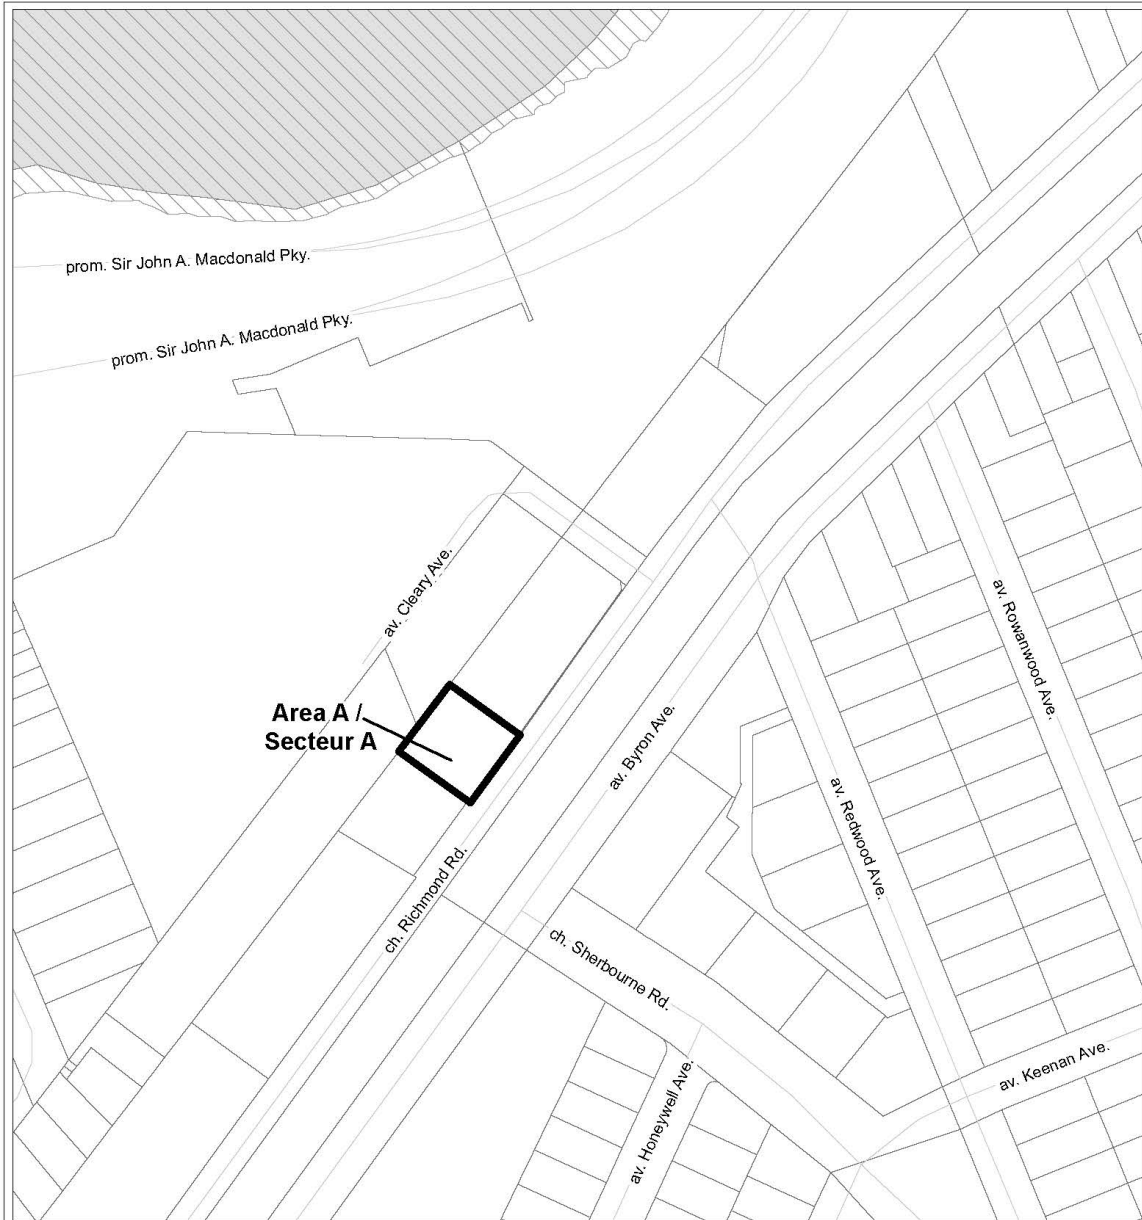 prom. Sir John A. Macdonald Pky.
prom. Sir John A. Macdonald Pky.
av. Cleary Ave.
av. Rowanwood Ave.
Area A /
Secteur A
av. Byron Ave.
av. Redwood Ave.
ch. Richmond Rd.
ch. Sherbourne Rd.
av. Keenan Ave.
av. Honeywell Ave.